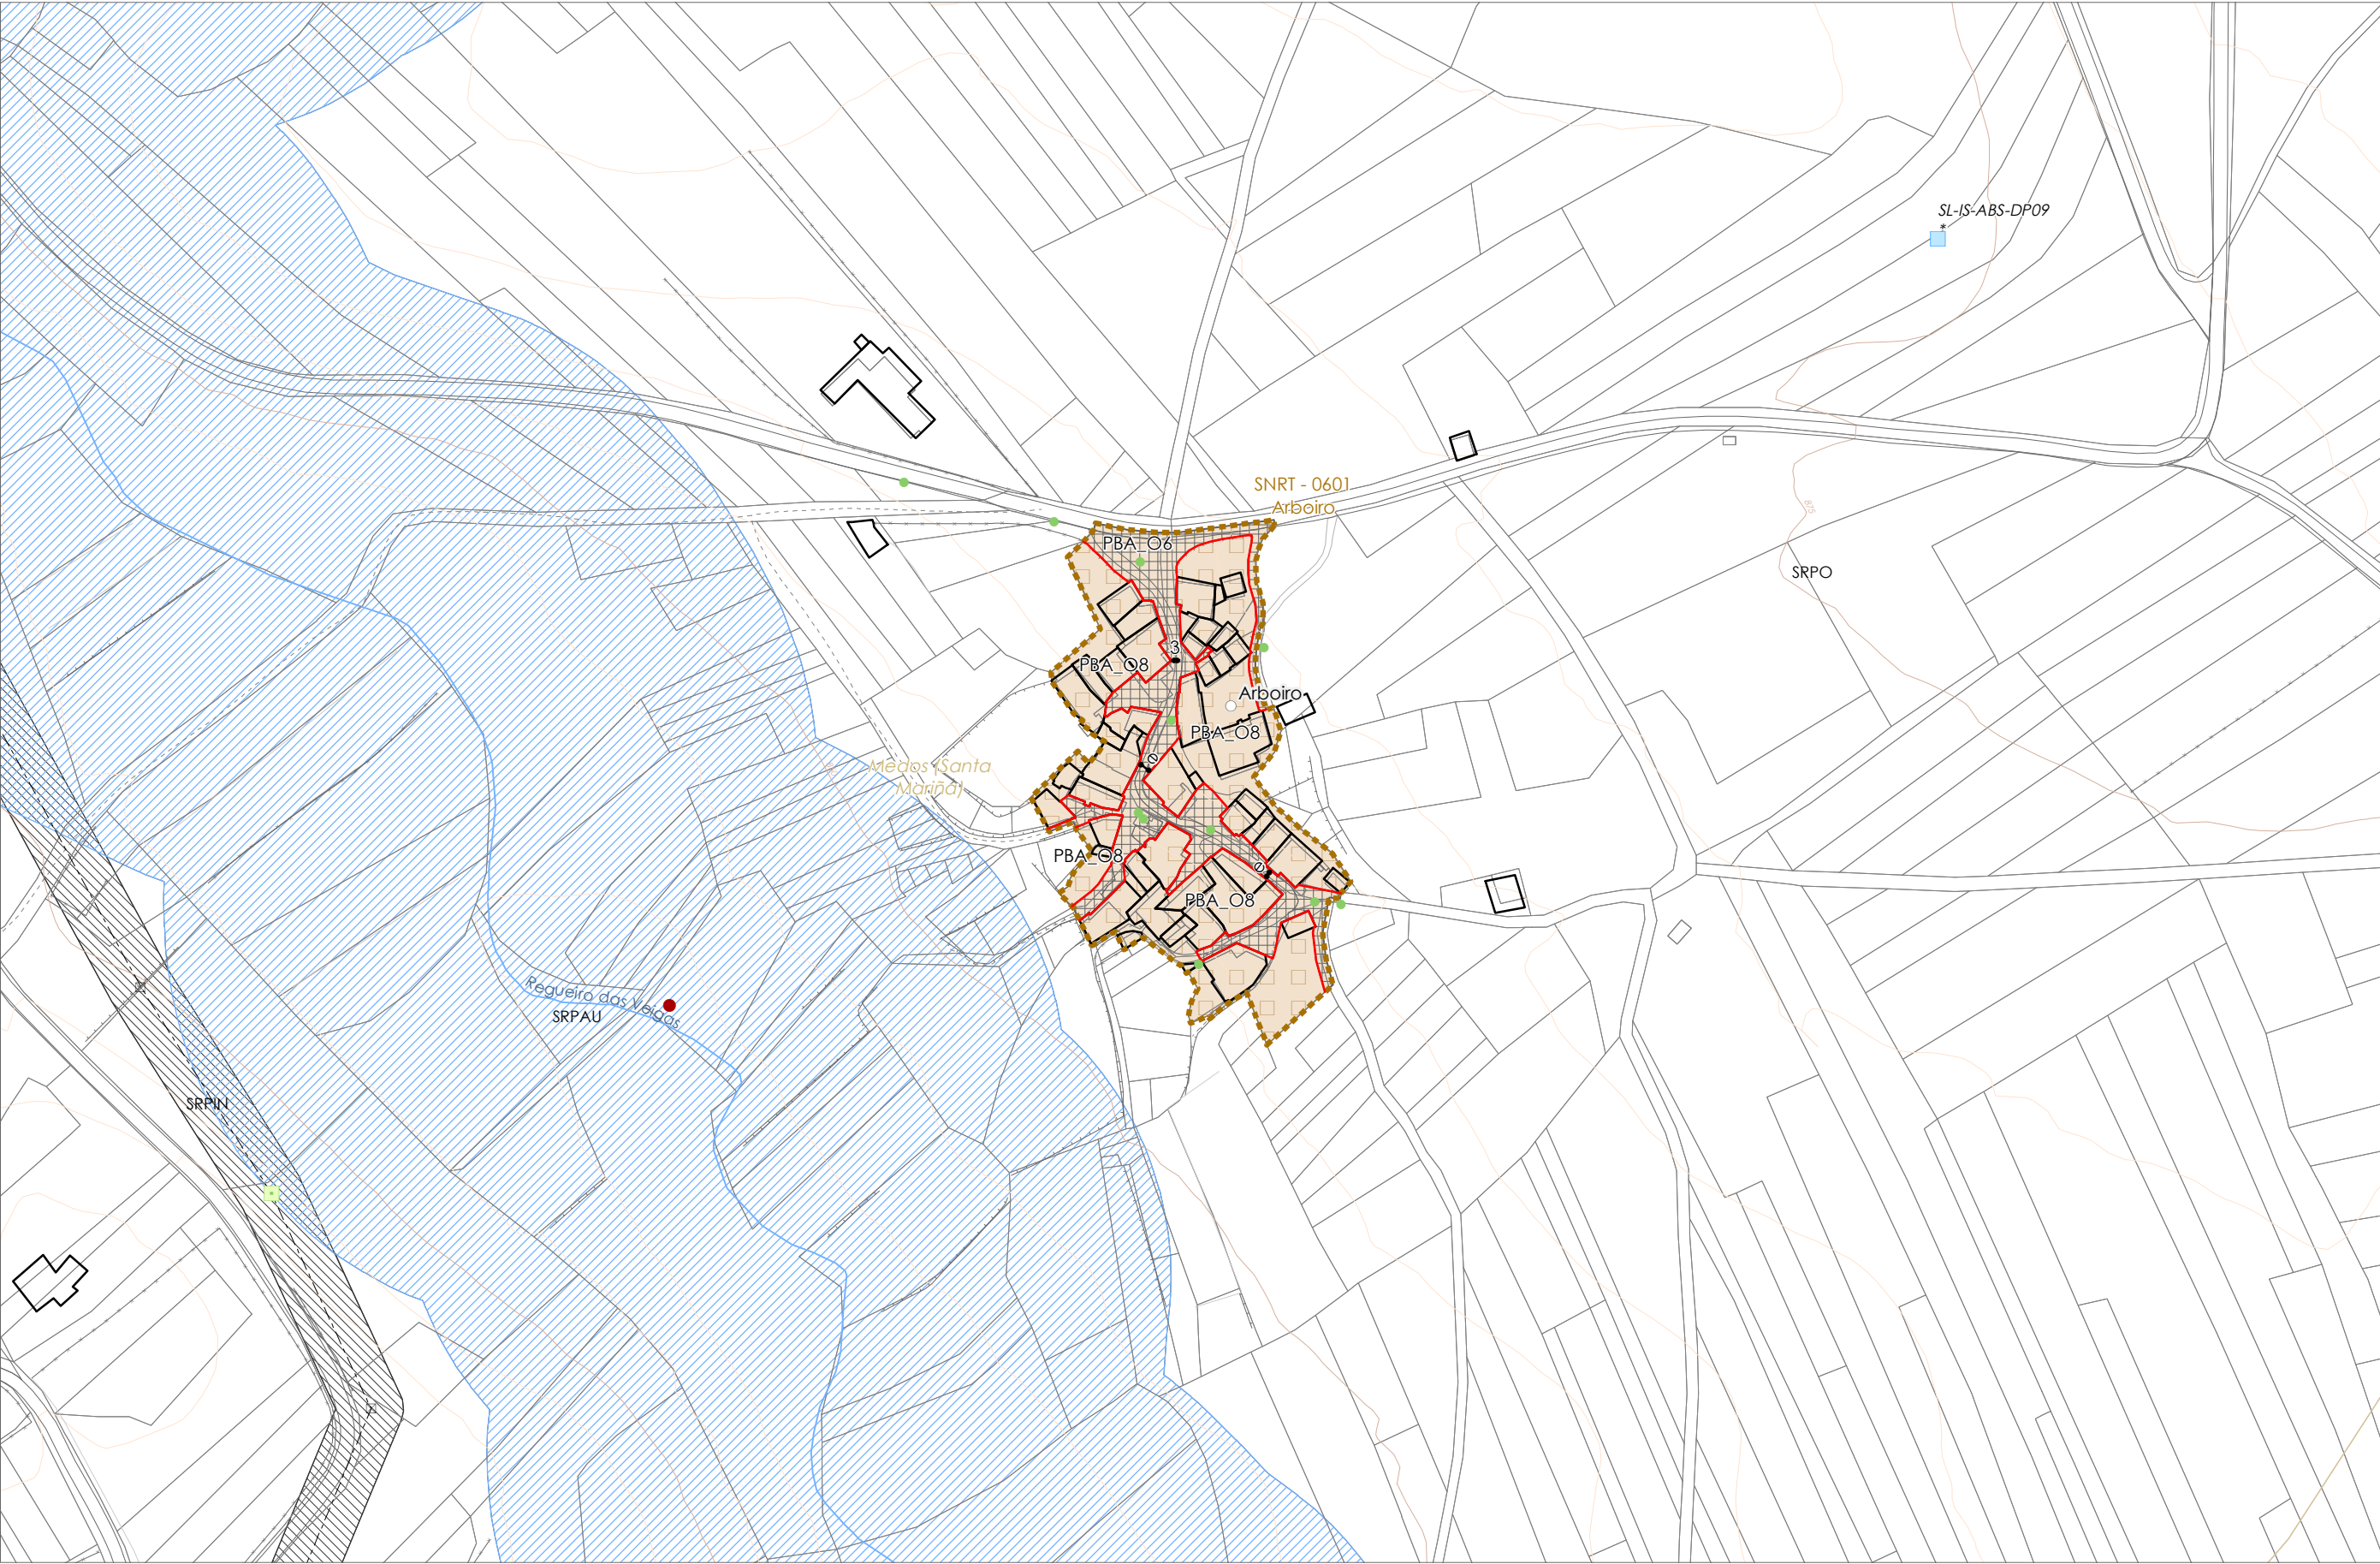 SL-IS-ABS-DP09
*
SNRT - 0601
Arboiro
875
PBA_O6
SRPO
3
PBA_O8
Arboiro
PBA_O8
e
Medos (Santa
Mariña)
PBA_O8
e
PBA_O8
Regueiro das Veigas
SRPAU
SRPIN